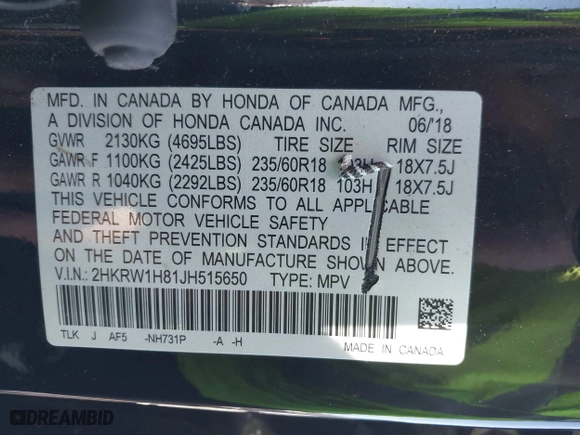 MFD. IN CANADA BY HONDA OF CANADA MFG.,
A DIVISION OF HONDA CANADA INC. 06/'18
GVWR 2130KG (4695LBS) TIRE SIZE RIM SIZE
GAWR F 1100KG (2425LBS) 235/60R18 18X7.5J
GAWR R 1040KG (2292LBS) 235/60R18 103H 18X7.5J
THIS VEHICLE CONFORMS TO ALL APPLICABLE
FEDERAL MOTOR VEHICLE SAFETY
AND THEFT PREVENTION STANDARDS IN EFFECT
ON THE DATE OF MANUFACTURE SHOWN ABOVE.
V.I.N.: 2HKRW1H81JH515650 TYPE: MPV
TLK J AF5 -NH731P -A -H
MADE IN CANADA
DREAMBID